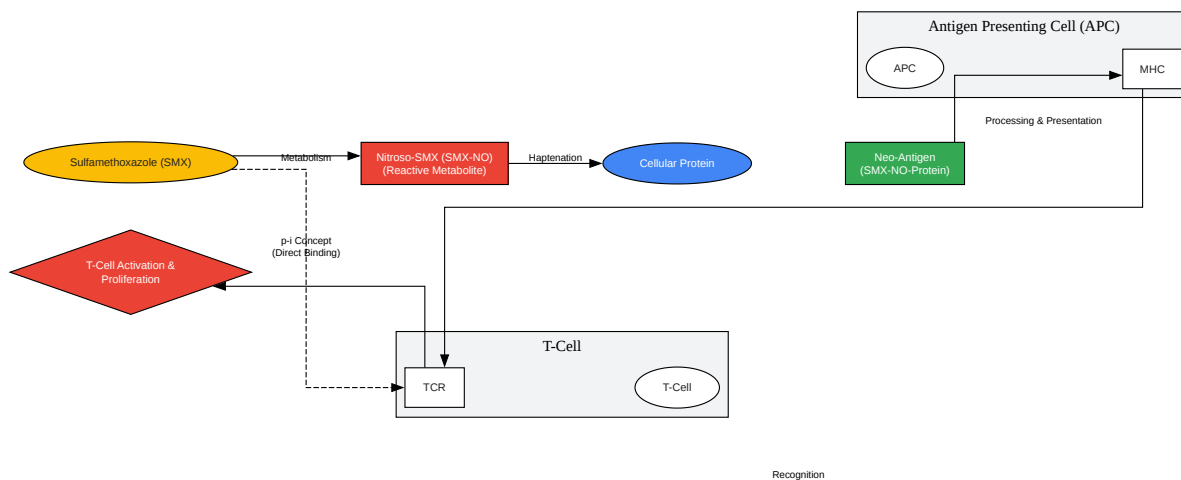 Antigen Presenting Cell (APC)
APC
MHC
Processing & Presentation
Sulfamethoxazole (SMX)
Metabolism
Nitroso-SMX (SMX-NO)
(Reactive Metabolite)
Haptenation
Cellular Protein
Neo-Antigen
(SMX-NO-Protein)
p-i Concept
(Direct Binding)
T-Cell Activation &
Proliferation
T-Cell
TCR
T-Cell
Recognition